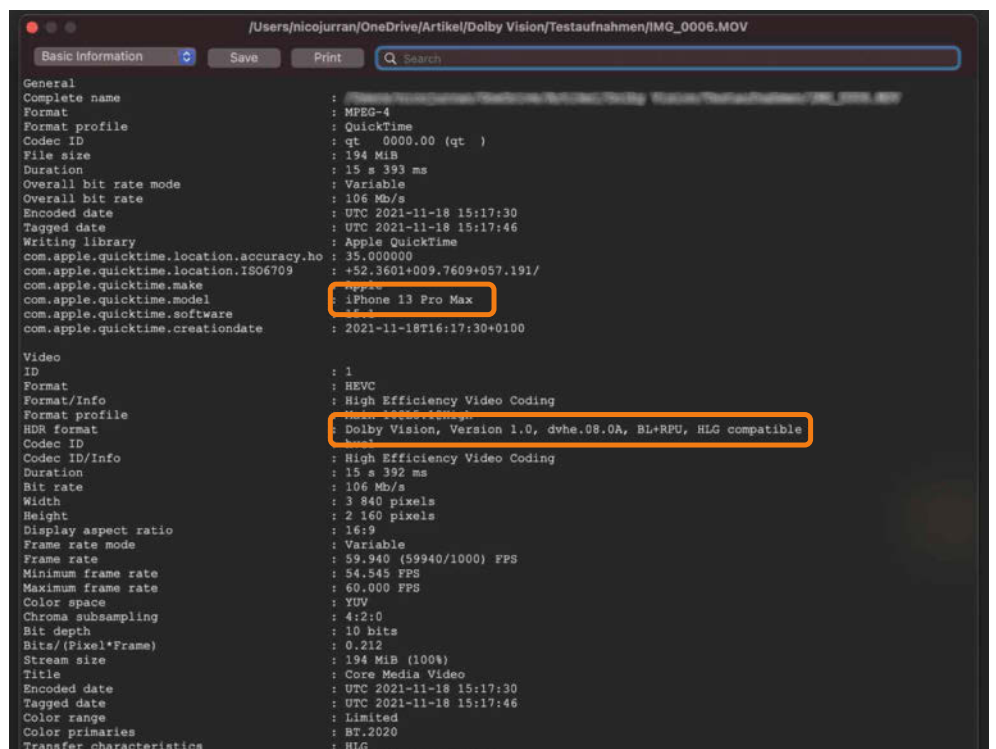 /Users/nicojurran/OneDrive/Artikel/Dolby Vision/Testaufnahmen/IMG_0006.MOV
Basic Information Save Print Search
General
Complete name :
Format : MPEG-4
Format profile : QuickTime
Codec ID : qt 0000.00 (qt )
File size : 194 MiB
Duration : 15 s 393 ms
Overall bit rate mode : Variable
Overall bit rate : 106 Mb/s
Encoded date : UTC 2021-11-18 15:17:30
Tagged date : UTC 2021-11-18 15:17:46
Writing library : Apple QuickTime
com.apple.quicktime.location.accuracy.ho : 35.000000
com.apple.quicktime.location.ISO6709 : +52.3601+009.7609+057.191/
com.apple.quicktime.make : Apple
com.apple.quicktime.model : iPhone 13 Pro Max
com.apple.quicktime.software : 15.1
com.apple.quicktime.creationdate : 2021-11-18T16:17:30+0100
Video
ID : 1
Format : HEVC
Format/Info : High Efficiency Video Coding
Format profile : Main 10@L5.1@High
HDR format : Dolby Vision, Version 1.0, dvhe.08.0A, BL+RPU, HLG compatible
Codec ID : hvc1
Codec ID/Info : High Efficiency Video Coding
Duration : 15 s 392 ms
Bit rate : 106 Mb/s
Width : 3 840 pixels
Height : 2 160 pixels
Display aspect ratio : 16:9
Frame rate mode : Variable
Frame rate : 59.940 (59940/1000) FPS
Minimum frame rate : 54.545 FPS
Maximum frame rate : 60.000 FPS
Color space : YUV
Chroma subsampling : 4:2:0
Bit depth : 10 bits
Bits/(Pixel*Frame) : 0.212
Stream size : 194 MiB (100%)
Title : Core Media Video
Encoded date : UTC 2021-11-18 15:17:30
Tagged date : UTC 2021-11-18 15:17:46
Color range : Limited
Color primaries : BT.2020
Transfer characteristics : HLG